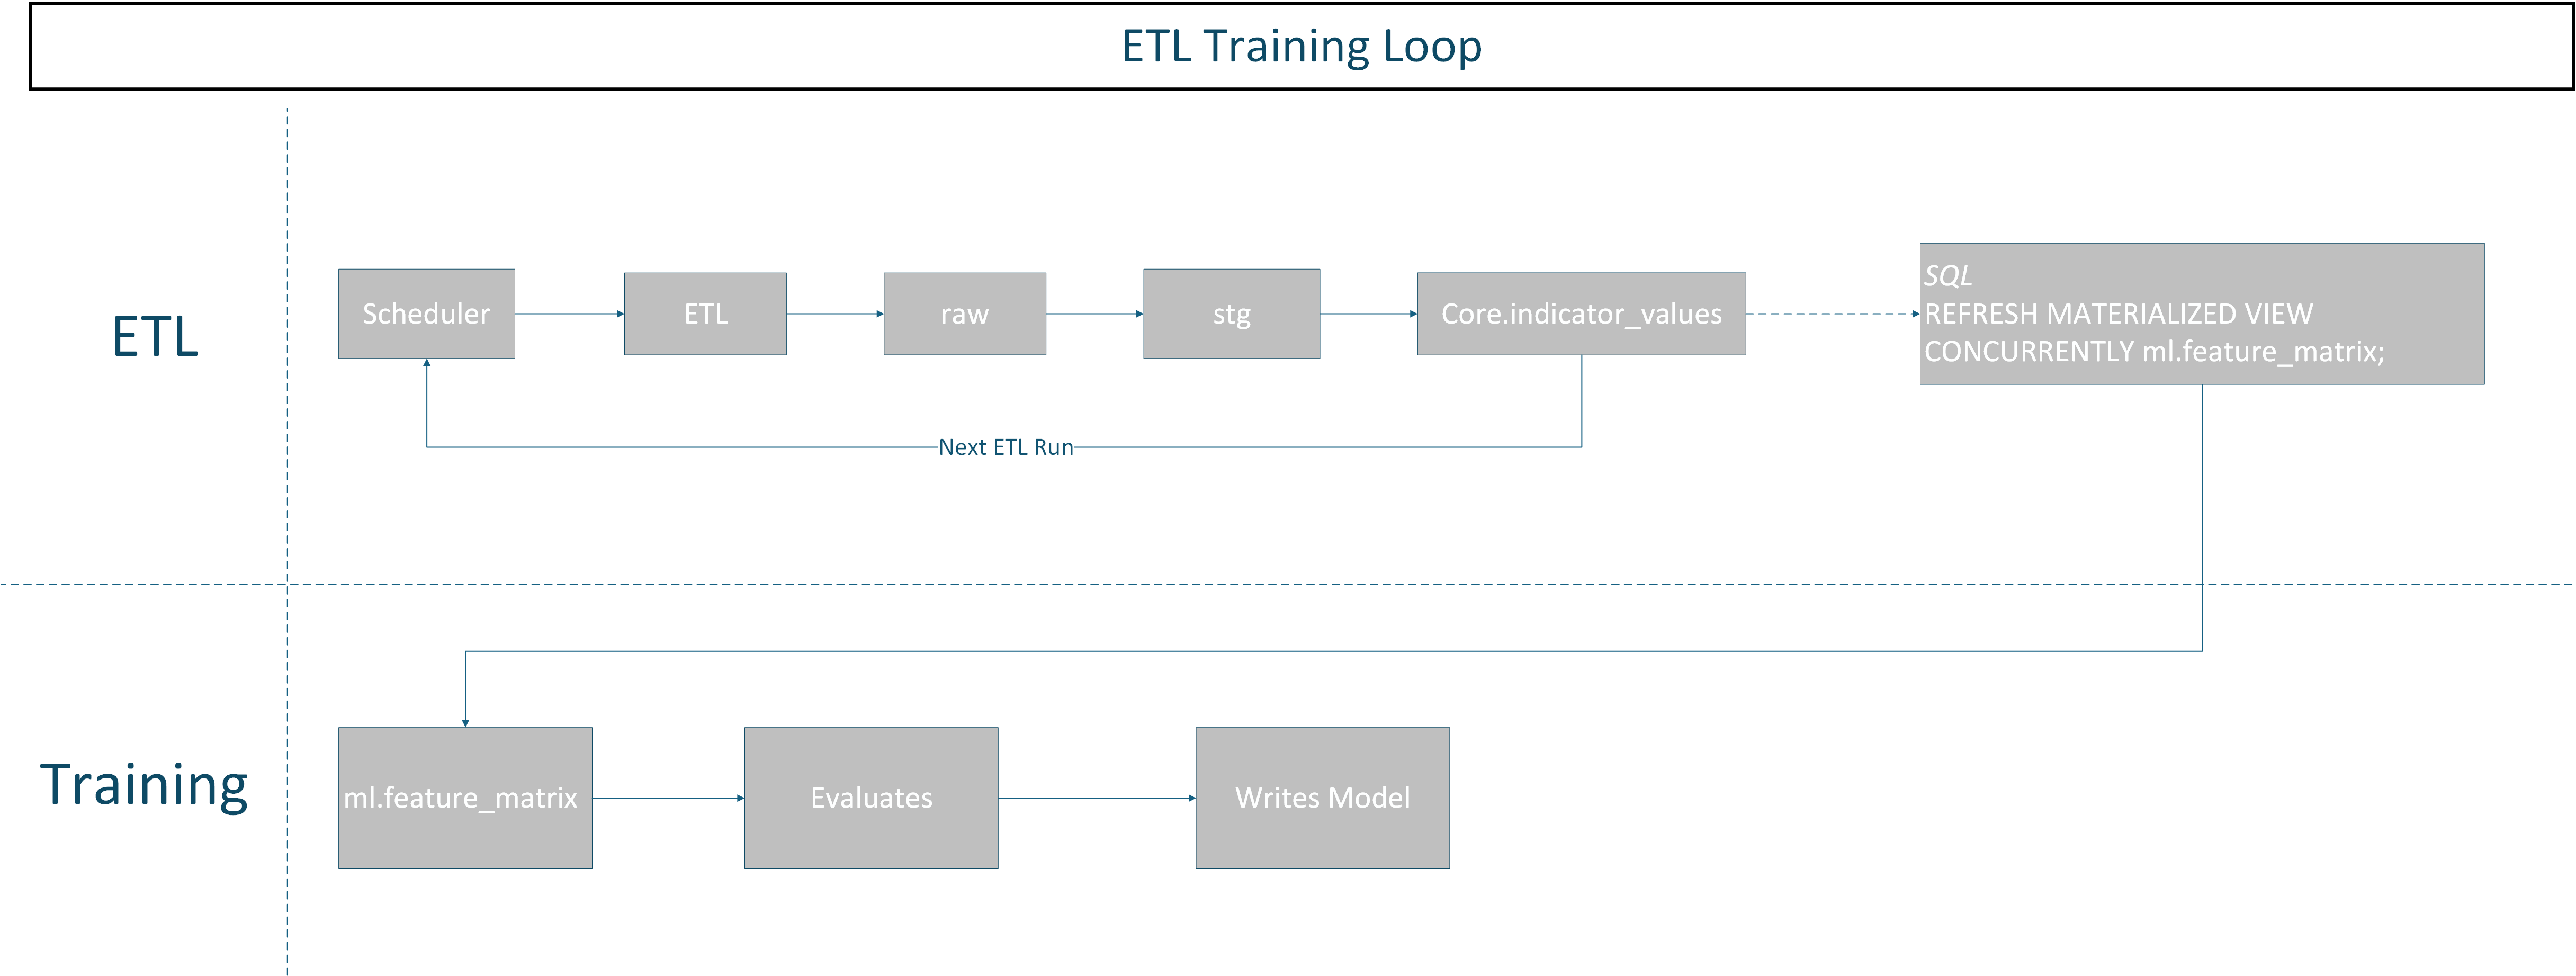 ETL Training Loop
ETL
Scheduler
ETL
raw
stg
Core.indicator_values
SQL
REFRESH MATERIALIZED VIEW
CONCURRENTLY ml.feature_matrix;
Next ETL Run
Training
ml.feature_matrix
Evaluates
Writes Model